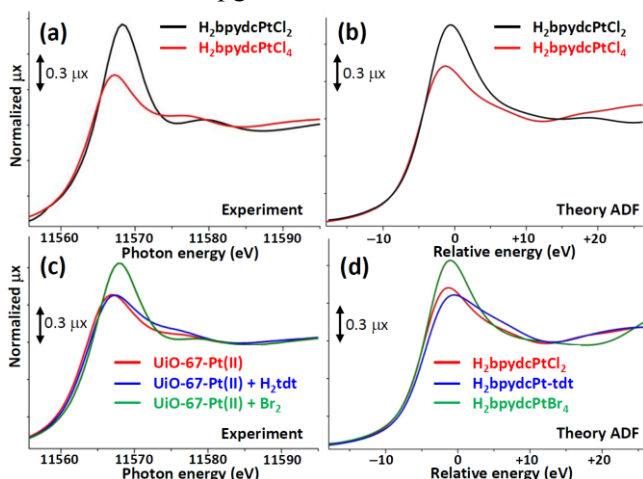 (a)
H2bpydcPtCl2
H2bpydcPtCl4
0.3 μx
Normalized μx
Experiment
11560 11570 11580 11590
Photon energy (eV)
(b)
H2bpydcPtCl2
H2bpydcPtCl4
0.3 μx
Theory ADF
−10 0 +10 +20
Relative energy (eV)
(c)
0.3 μx
Normalized μx
UiO-67-Pt(II)
UiO-67-Pt(II) + H2tdt
UiO-67-Pt(II) + Br2
Experiment
11560 11570 11580 11590
Photon energy (eV)
(d)
0.3 μx
H2bpydcPtCl2
H2bpydcPt-tdt
H2bpydcPtBr4
Theory ADF
−10 0 +10 +20
Relative energy (eV)